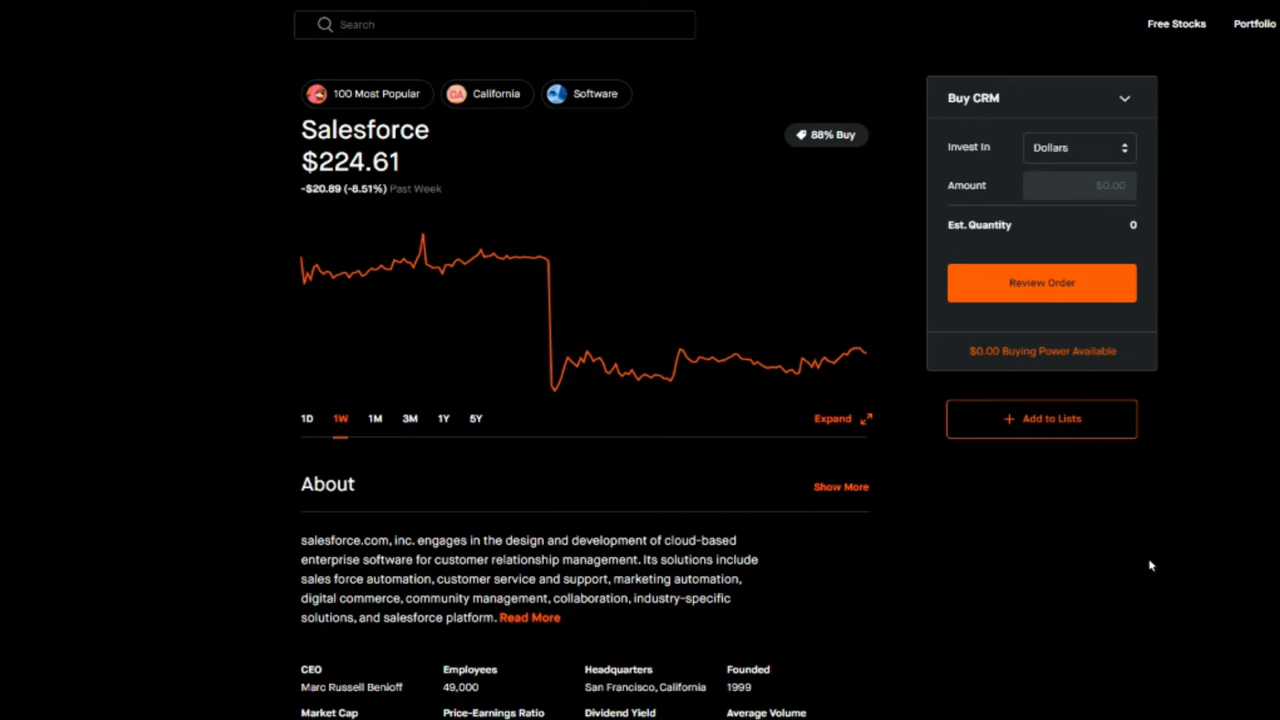 Search
Free Stocks
Portfolio
100 Most Popular
CA
California
Software
Salesforce
88% Buy
$224.61
-$20.89 (-8.51%) Past Week
Buy CRM
Invest In
Dollars
Amount
$0.00
Est. Quantity
0
Review Order
$0.00 Buying Power Available
1D 1W 1M 3M 1Y 5Y
Expand
+ Add to Lists
About
Show More
salesforce.com, inc. engages in the design and development of cloud-based
enterprise software for customer relationship management. Its solutions include
sales force automation, customer service and support, marketing automation,
digital commerce, community management, collaboration, industry-specific
solutions, and salesforce platform. Read More
CEO Employees Headquarters Founded
Marc Russell Benioff 49,000 San Francisco, California 1999
Market Cap Price-Earnings Ratio Dividend Yield Average Volume